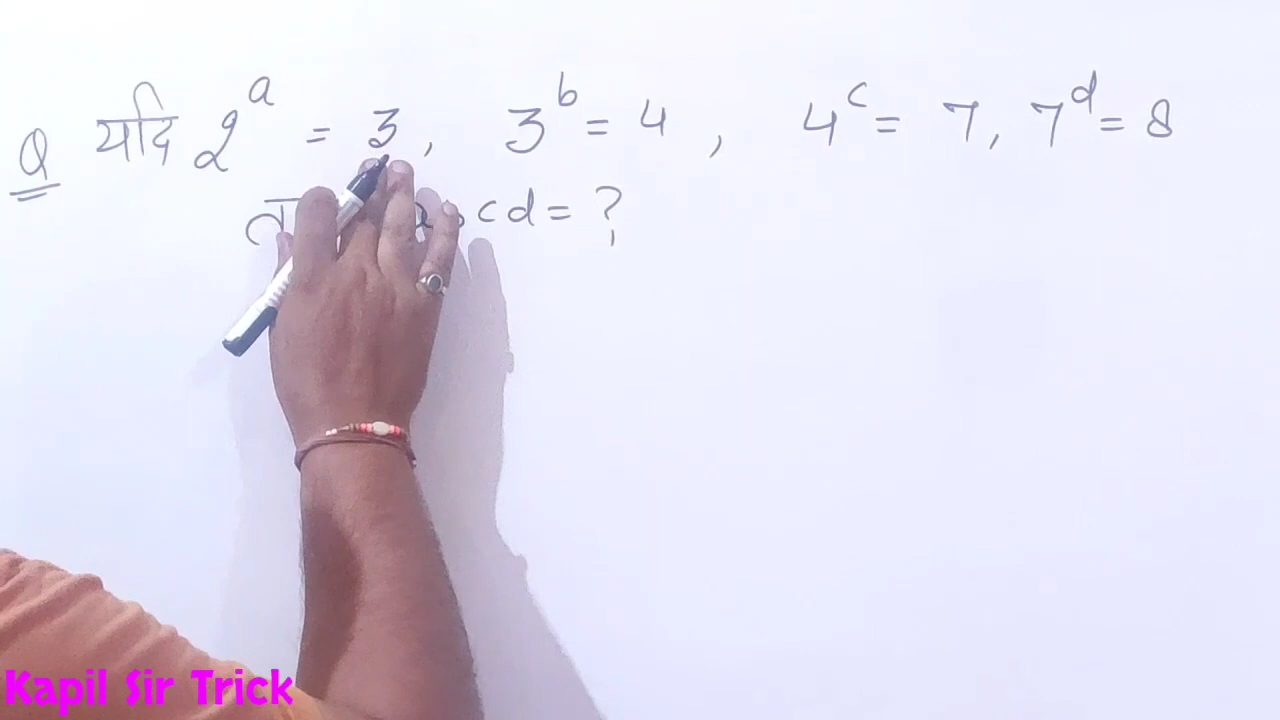 Q यदि 2^a = 3, 3^b = 4, 4^c = 7, 7^d = 8
cd = ?
Kapil Sir Trick